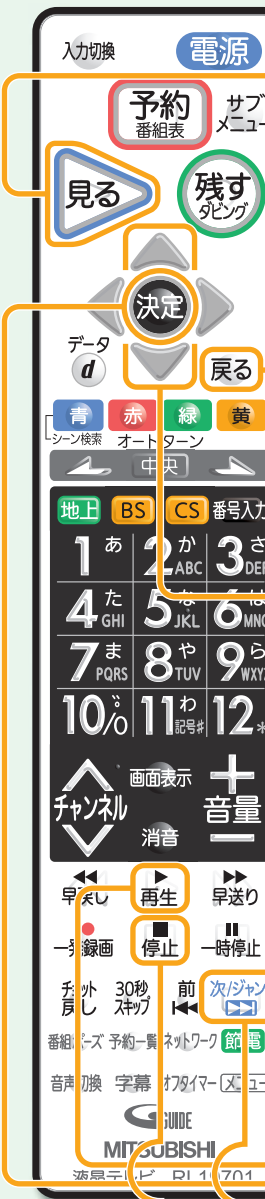 入力切換 電源
予約 サブ
番組表 メニュー
見る 残す
ダビング
決定
データ
d 戻る
青 赤 緑 黄
シーン検索 オートターン
中央
地上 BS CS 番号入力
1 あ 2 か ABC 3 さ DEF
4 た GHI 5 な JKL 6 は MNO
7 ま PQRS 8 や TUV 9 ら WXYZ
10/0 11 わ 記号# 12 *
画面表示 +
チャンネル 音量
消音 −
早戻し 再生 早送り
一発録画 停止 一時停止
チョット 30秒 前 次/ジャン
戻し スキップ
番組ポーズ 予約一覧 ネットワーク 節電
音声切換 字幕 オフタイマー メニュー
G GUIDE
MITSUBISHI
液晶テレビ RL19701